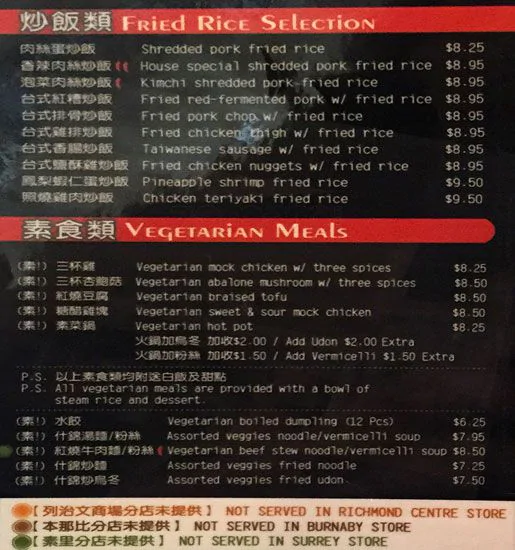 炒飯類 FRIED RICE SELECTION
肉絲蛋炒飯 Shredded pork fried rice $8.25
香辣肉絲炒飯 House special shredded pork fried rice $8.95
泡菜肉絲炒飯 Kimchi shredded pork fried rice $8.95
台式紅糟炒飯 Fried red-fermented pork w/ fried rice $8.95
台式排骨炒飯 Fried pork chop w/ fried rice $8.95
台式雞排炒飯 Fried chicken thigh w/ fried rice $8.95
台式香腸炒飯 Taiwanese sausage w/ fried rice $8.95
台式鹽酥雞炒飯 Fried chicken nuggets w/ fried rice $8.95
鳳梨蝦仁蛋炒飯 Pineapple shrimp fried rice $9.50
照燒雞肉炒飯 Chicken teriyaki fried rice $9.50
素食類 VEGETARIAN MEALS
(素!) 三杯雞 Vegetarian mock chicken w/ three spices $8.25
(素!) 三杯杏鮑菇 Vegetarian abalone mushroom w/ three spices $8.50
(素!) 紅燒豆腐 Vegetarian braised tofu $8.50
(素!) 糖醋雞塊 Vegetarian sweet & sour mock chicken $8.50
(素!) 素菜鍋 Vegetarian hot pot $8.25
火鍋加烏冬 加收$2.00 / Add Udon $2.00 Extra
火鍋加粉絲 加收$1.50 / Add Vermicelli $1.50 Extra
P.S. 以上素食類均附送白飯及甜點
P.S. All vegetarian meals are provided with a bowl of
steam rice and dessert.
(素!) 水餃 Vegetarian boiled dumpling (12 Pcs) $6.25
(素!) 什錦湯麵/粉絲 Assorted veggies noodle/vermicelli soup $7.95
(素!) 紅燒牛肉麵/粉絲 Vegetarian beef stew noodle/vermicelli soup $8.50
(素!) 什錦炒麵 Assorted veggies fried noodle $7.25
(素!) 什錦炒烏冬 Assorted veggies fried udon $7.50
【 列治文商場分店未提供 】 NOT SERVED IN RICHMOND CENTRE STORE
【 本那比分店未提供 】 NOT SERVED IN BURNABY STORE
【 素里分店未提供 】 NOT SERVED IN SURREY STORE